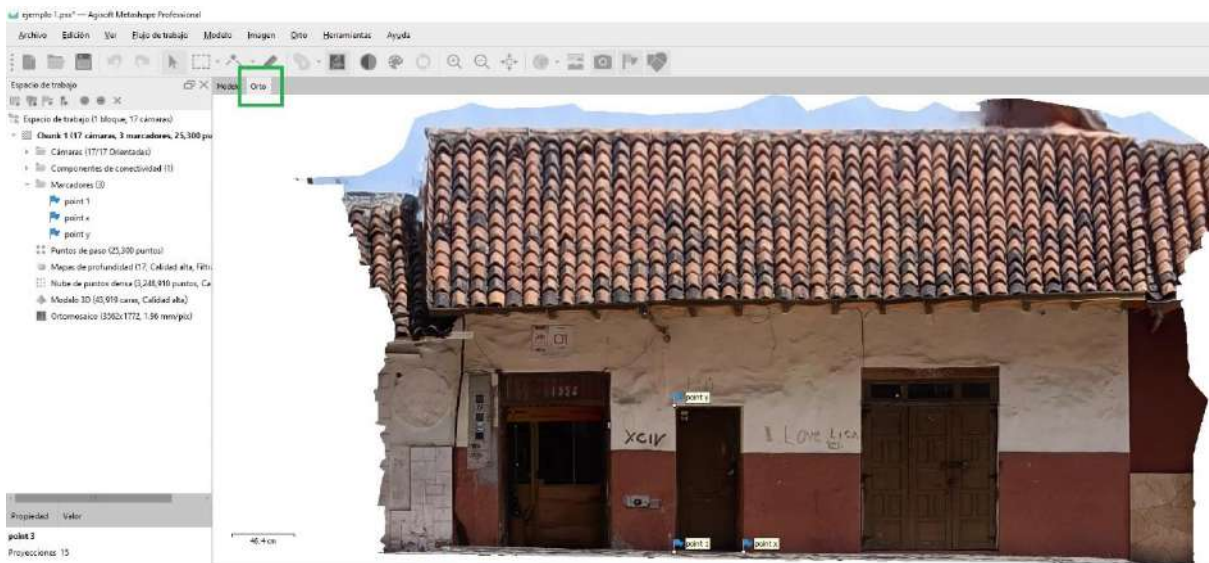 ejemplo 1.psx* — Agisoft Metashape Professional
Archivo Edición Ver Flujo de trabajo Modelo Imagen Orto Herramientas Ayuda
Espacio de trabajo
Modelo Orto
Espacio de trabajo (1 bloque, 17 cámaras)
Chunk 1 (17 cámaras, 3 marcadores, 25,300 pu
Cámaras (17/17 Orientadas)
Componentes de conectividad (1)
Marcadores (3)
point 1
point x
point y
Puntos de paso (25,300 puntos)
Mapas de profundidad (17, Calidad alta, Filtr
Nube de puntos densa (3,248,910 puntos, Ca
Modelo 3D (43,919 caras, Calidad alta)
Ortomosaico (3562x1772, 1.96 mm/pix)
Propiedad Valor
point 3
Proyecciones 15
46.4 cm
point y
XCIV
I Love
point x